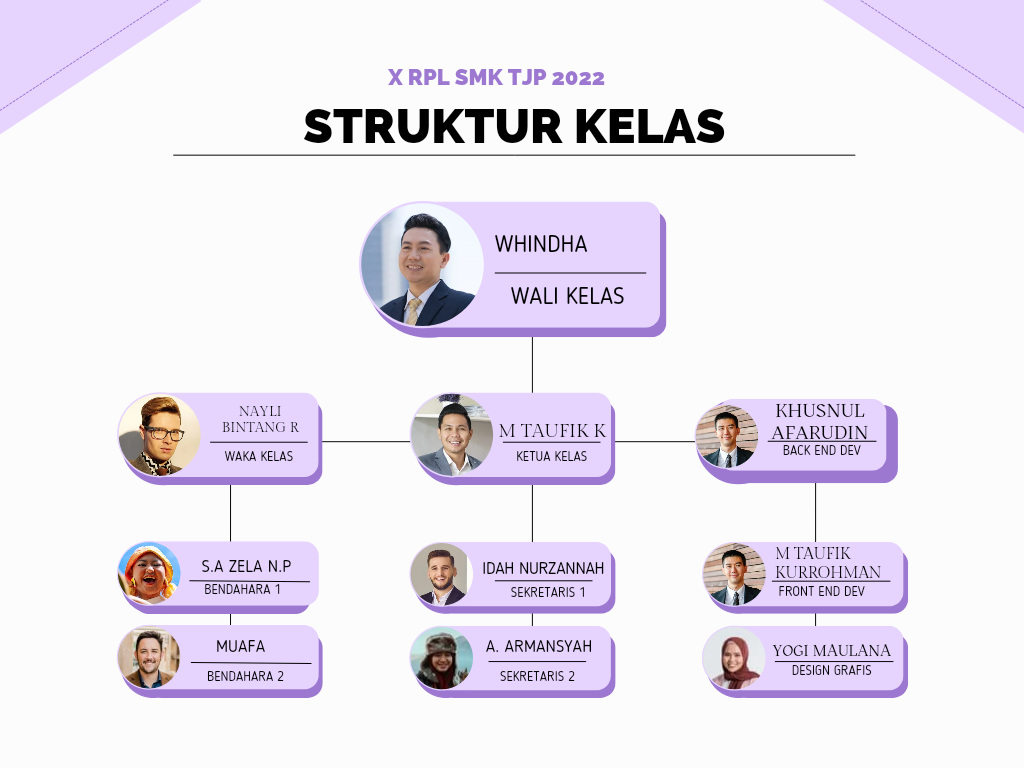 X RPL SMK TJP 2022
STRUKTUR KELAS
WHINDHA
WALI KELAS
NAYLI
BINTANG R
WAKA KELAS
M TAUFIK K
KETUA KELAS
KHUSNUL
AFARUDIN
BACK END DEV
S.A ZELA N.P
BENDAHARA 1
IDAH NURZANNAH
SEKRETARIS 1
M TAUFIK
KURROHMAN
FRONT END DEV
MUAFA
BENDAHARA 2
A. ARMANSYAH
SEKRETARIS 2
YOGI MAULANA
DESIGN GRAFIS